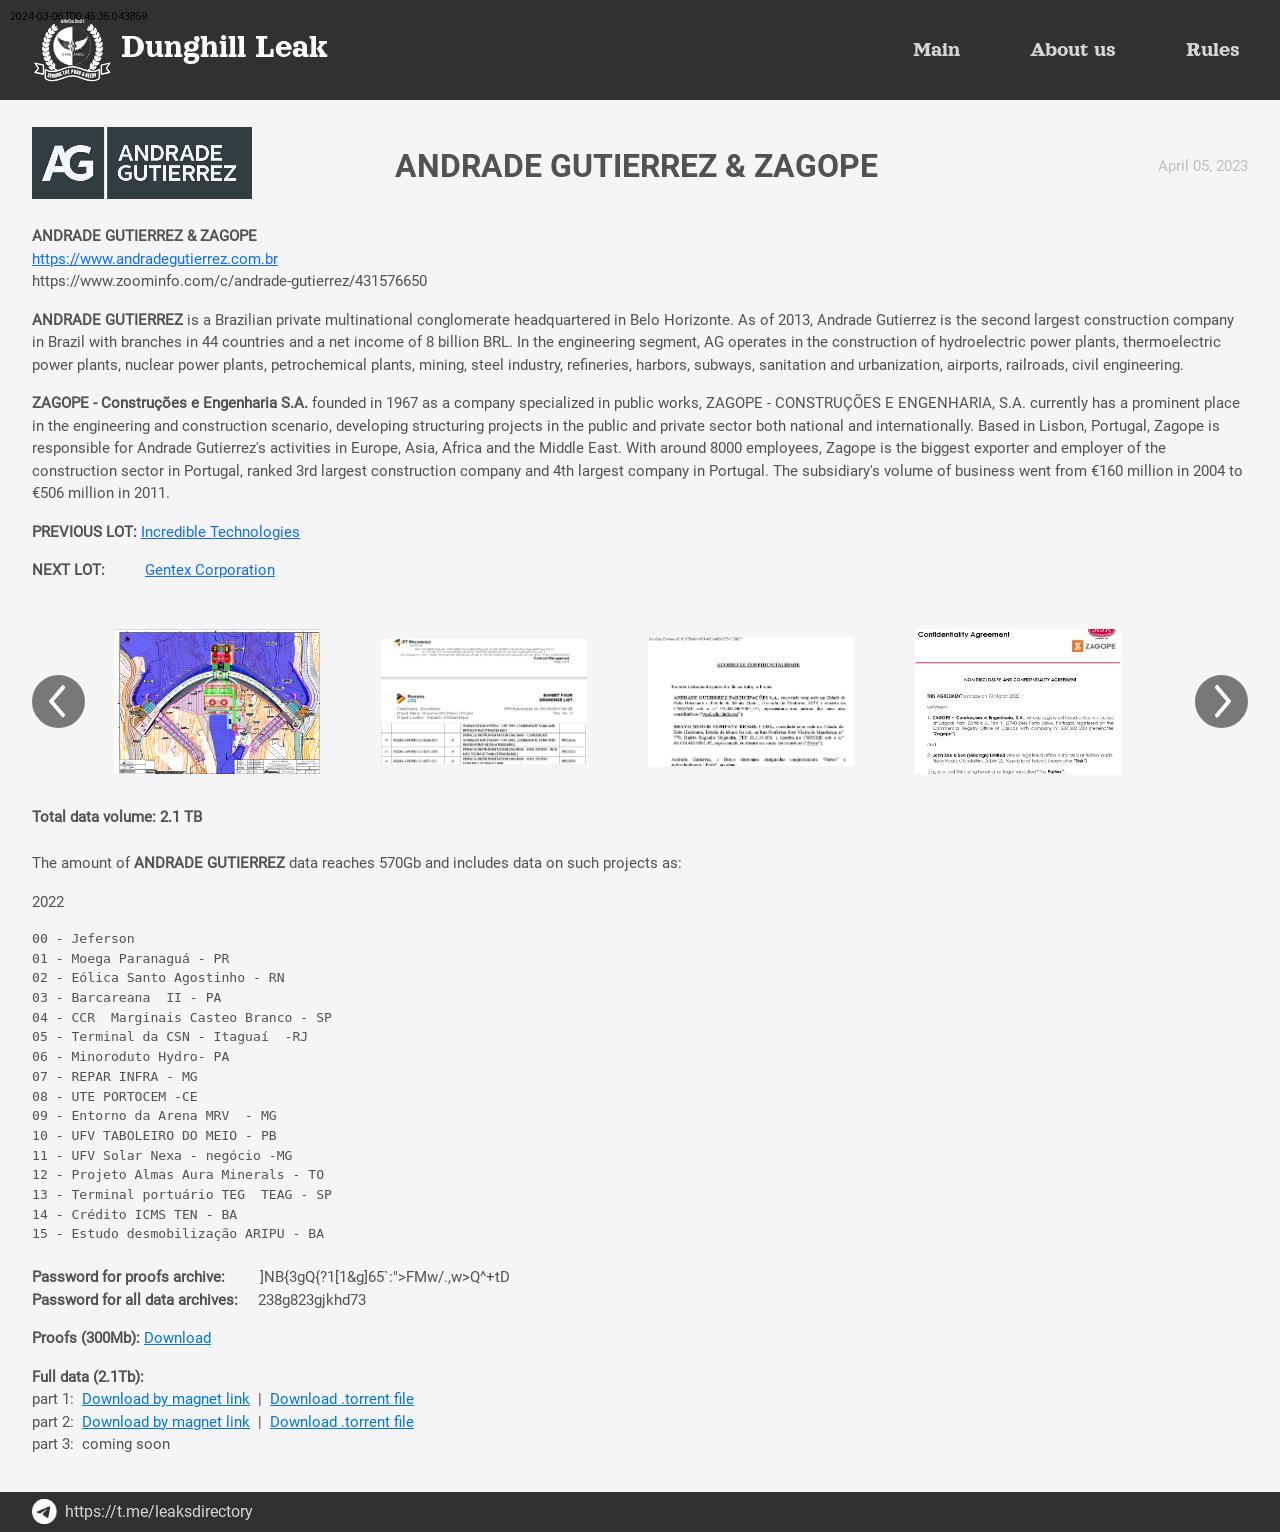 2024-03-06T00:45:35.043859
Dunghill Leak
Main
About us
Rules
AG
ANDRADE
GUTIERREZ
ANDRADE GUTIERREZ & ZAGOPE
April 05, 2023
ANDRADE GUTIERREZ & ZAGOPE
https://www.andradegutierrez.com.br
https://www.zoominfo.com/c/andrade-gutierrez/431576650
ANDRADE GUTIERREZ is a Brazilian private multinational conglomerate headquartered in Belo Horizonte. As of 2013, Andrade Gutierrez is the second largest construction company
in Brazil with branches in 44 countries and a net income of 8 billion BRL. In the engineering segment, AG operates in the construction of hydroelectric power plants, thermoelectric
power plants, nuclear power plants, petrochemical plants, mining, steel industry, refineries, harbors, subways, sanitation and urbanization, airports, railroads, civil engineering.
ZAGOPE - Construções e Engenharia S.A. founded in 1967 as a company specialized in public works, ZAGOPE - CONSTRUÇÕES E ENGENHARIA, S.A. currently has a prominent place
in the engineering and construction scenario, developing structuring projects in the public and private sector both national and internationally. Based in Lisbon, Portugal, Zagope is
responsible for Andrade Gutierrez's activities in Europe, Asia, Africa and the Middle East. With around 8000 employees, Zagope is the biggest exporter and employer of the
construction sector in Portugal, ranked 3rd largest construction company and 4th largest company in Portugal. The subsidiary's volume of business went from €160 million in 2004 to
€506 million in 2011.
PREVIOUS LOT: Incredible Technologies
NEXT LOT: Gentex Corporation
ACORDO DE CONFIDENCIALIDADE
Confidentiality Agreement
ZAGOPE
NON DISCLOSURE AND CONFIDENTIALITY AGREEMENT
Total data volume: 2.1 TB
The amount of ANDRADE GUTIERREZ data reaches 570Gb and includes data on such projects as:
2022
00 - Jeferson
01 - Moega Paranaguá - PR
02 - Eólica Santo Agostinho - RN
03 - Barcareana  II - PA
04 - CCR  Marginais Casteo Branco - SP
05 - Terminal da CSN - Itaguaí  -RJ
06 - Minoroduto Hydro- PA
07 - REPAR INFRA - MG
08 - UTE PORTOCEM -CE
09 - Entorno da Arena MRV  - MG
10 - UFV TABOLEIRO DO MEIO - PB
11 - UFV Solar Nexa - negócio -MG
12 - Projeto Almas Aura Minerals - TO
13 - Terminal portuário TEG  TEAG - SP
14 - Crédito ICMS TEN - BA
15 - Estudo desmobilização ARIPU - BA
Password for proofs archive: ]NB{3gQ{?1[1&g]65`:">FMw/.,w>Q^+tD
Password for all data archives: 238g823gjkhd73
Proofs (300Mb): Download
Full data (2.1Tb):
part 1: Download by magnet link | Download .torrent file
part 2: Download by magnet link | Download .torrent file
part 3: coming soon
https://t.me/leaksdirectory